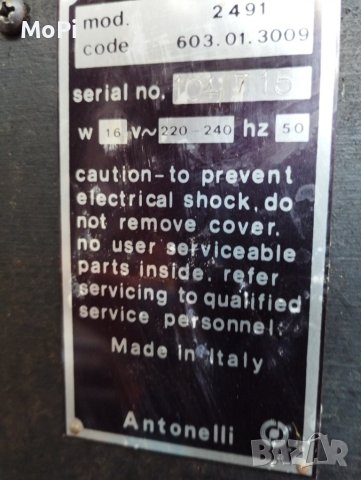 MoPi
mod. 2491
code 603.01.3009
serial no.
w 16 v~ 220-240 hz 50
caution-to prevent
electrical shock, do
not remove cover.
no user serviceable
parts inside. refer
servicing to qualified
service personnel.
Made in Italy
Antonelli
BAZAR